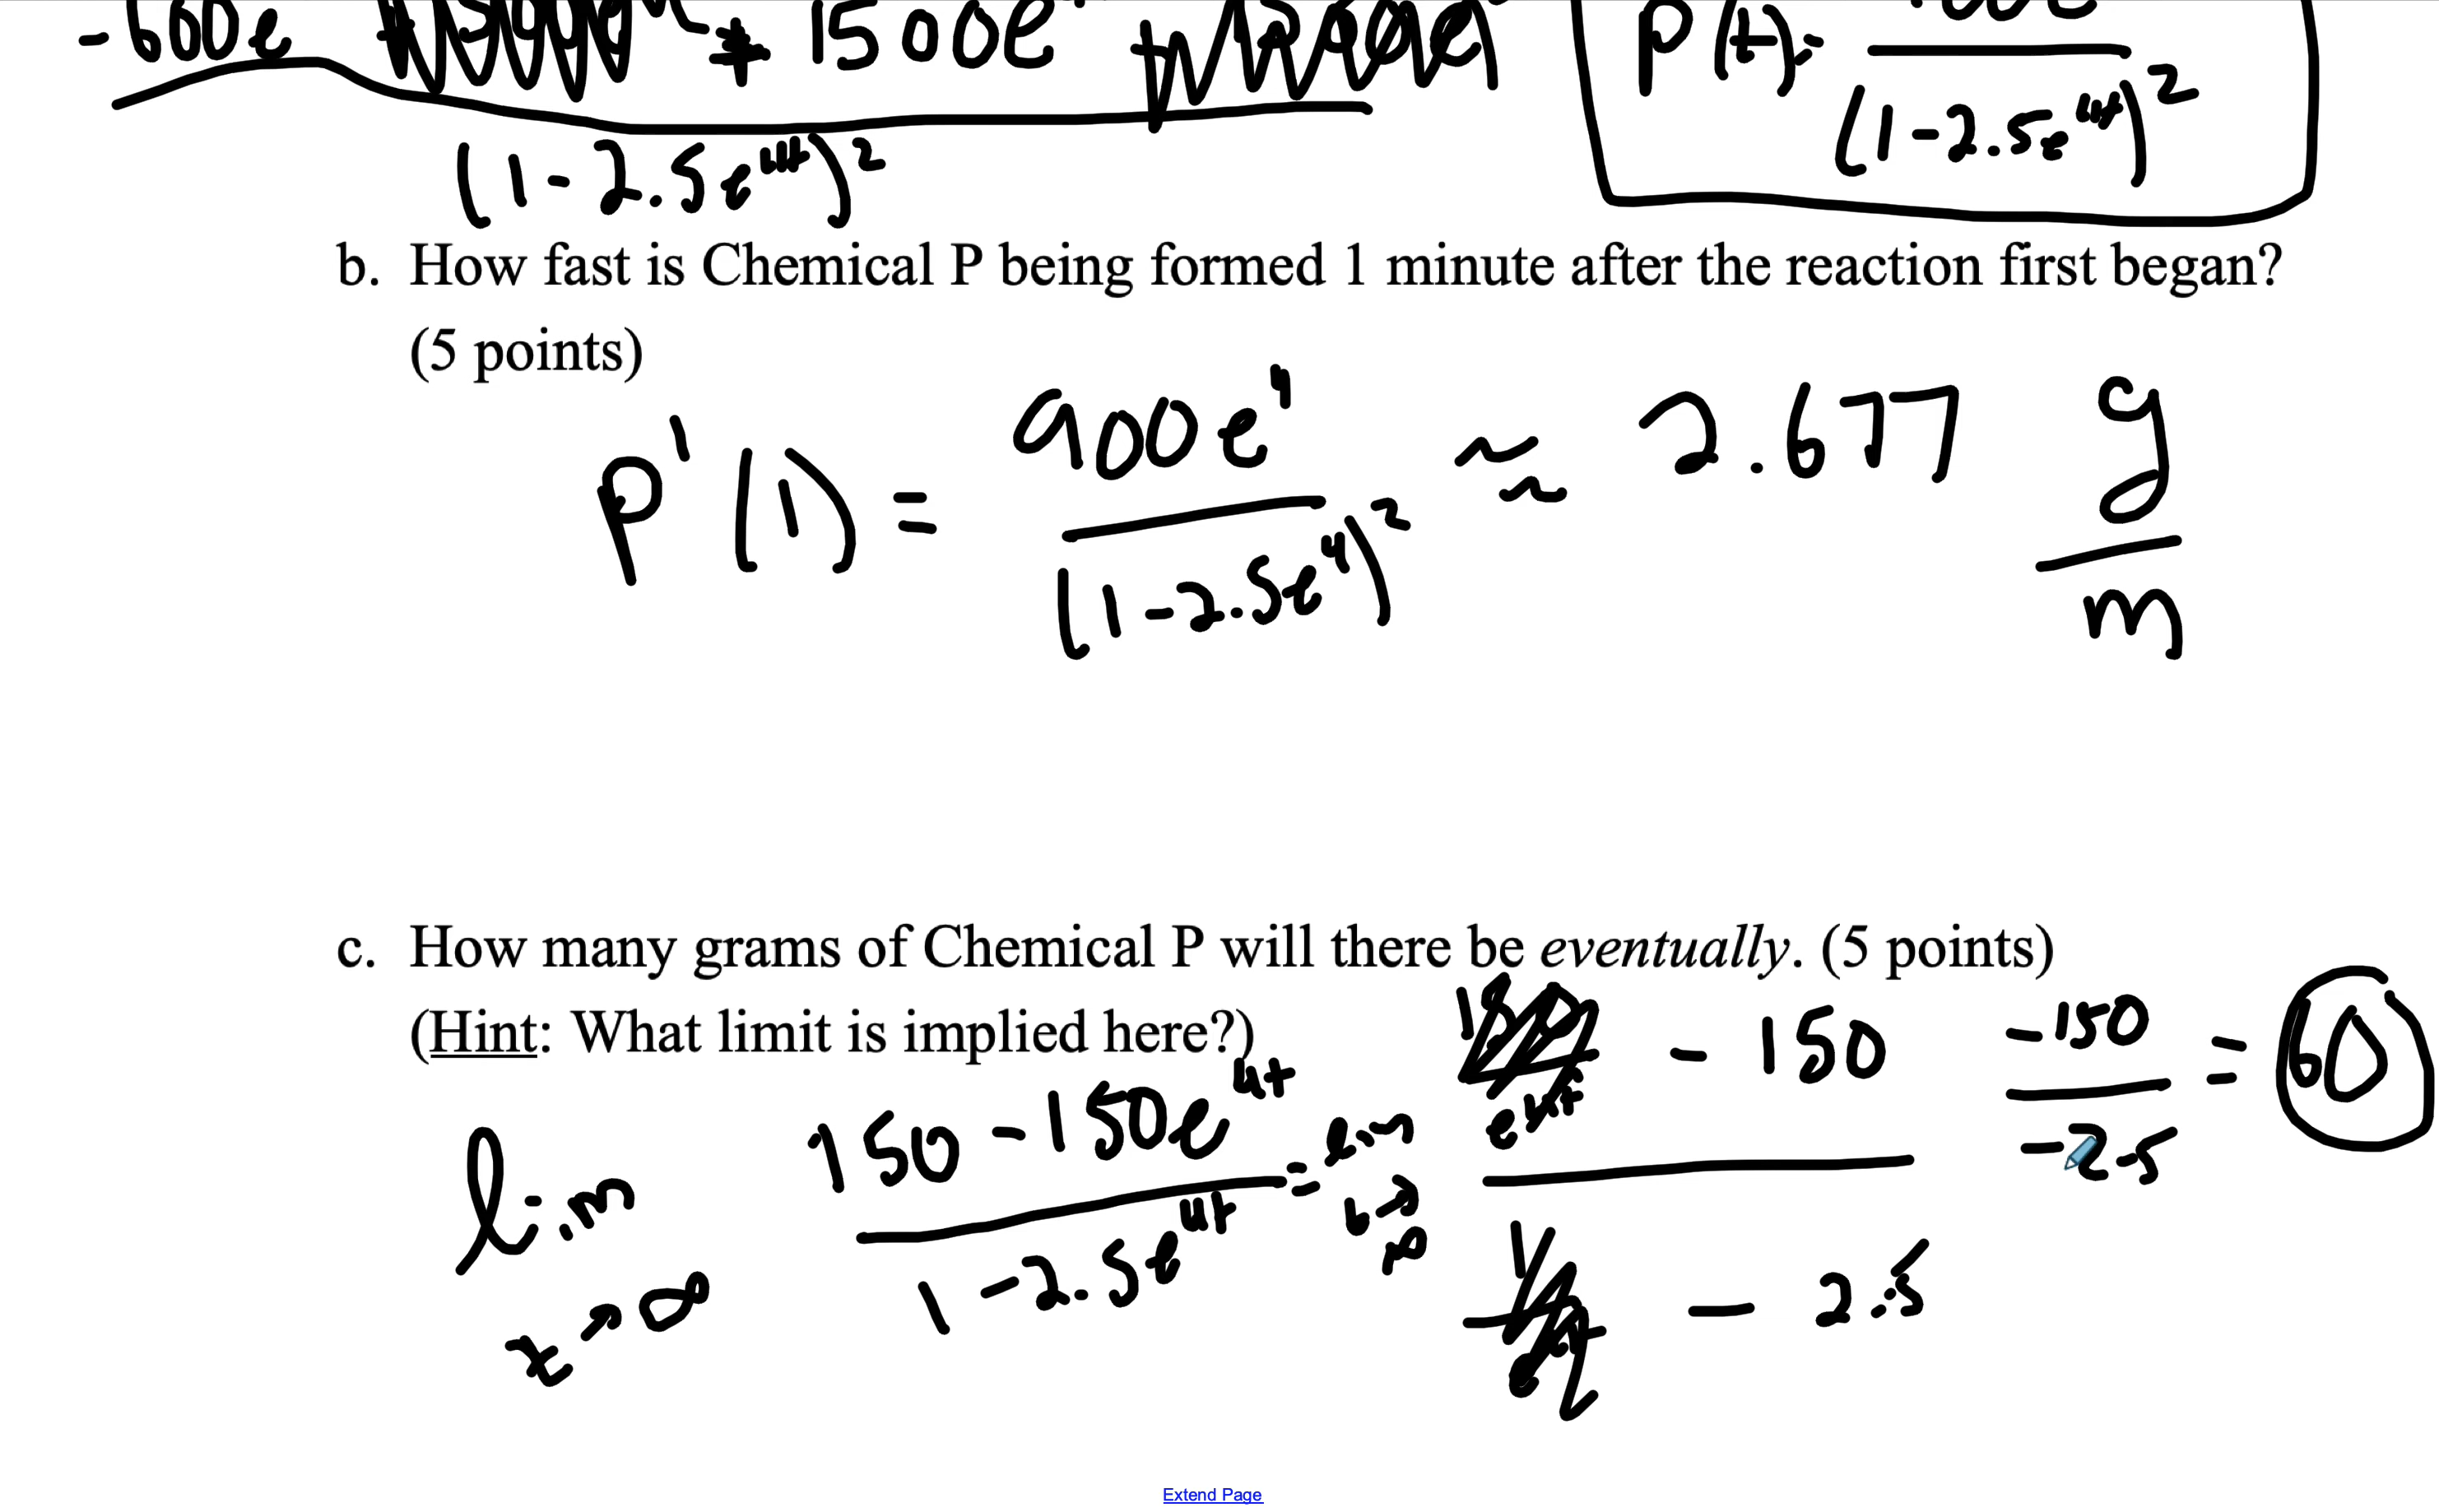 -600e + 1500e P'(t) =
(1-2.5e^4t)^2 (1-2.5e^4t)^2
b. How fast is Chemical P being formed 1 minute after the reaction first began?
(5 points)
P'(1) = 900e^4 / (1-2.5e^4)^2 ≈ 2.677 g/m
c. How many grams of Chemical P will there be eventually. (5 points)
(Hint: What limit is implied here?)
lim x→∞ 150-150e^4t / 1-2.5e^4t = lim t→∞ - 150 / - 2.5 -150 / -2.5 = 60
Extend Page